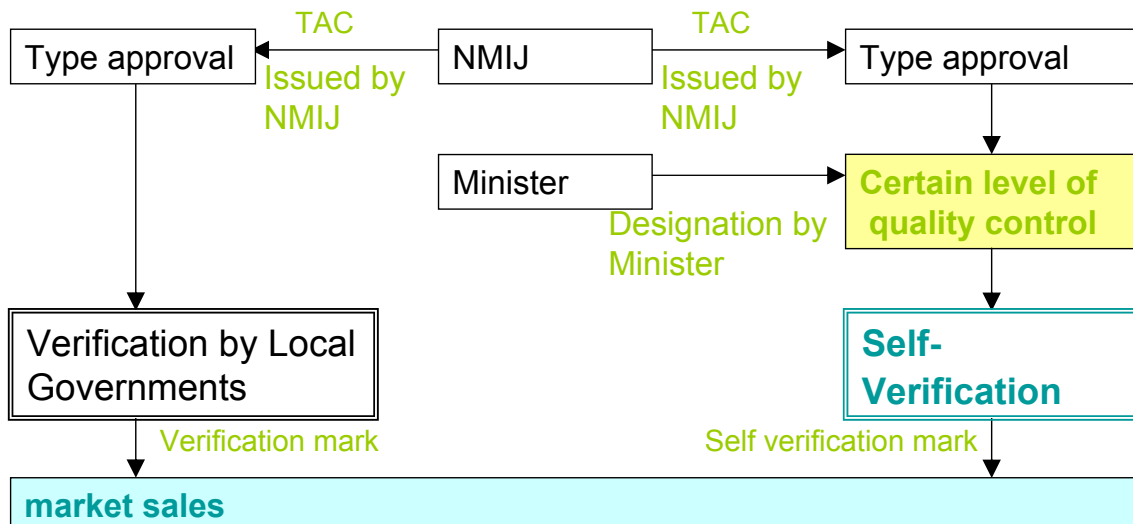 TAC
TAC
Type approval
NMIJ
Type approval
Issued by
NMIJ
Issued by
NMIJ
Minister
Certain level of
quality control
Designation by
Minister
Verification by Local
Governments
Self-
Verification
Verification mark
Self verification mark
market sales